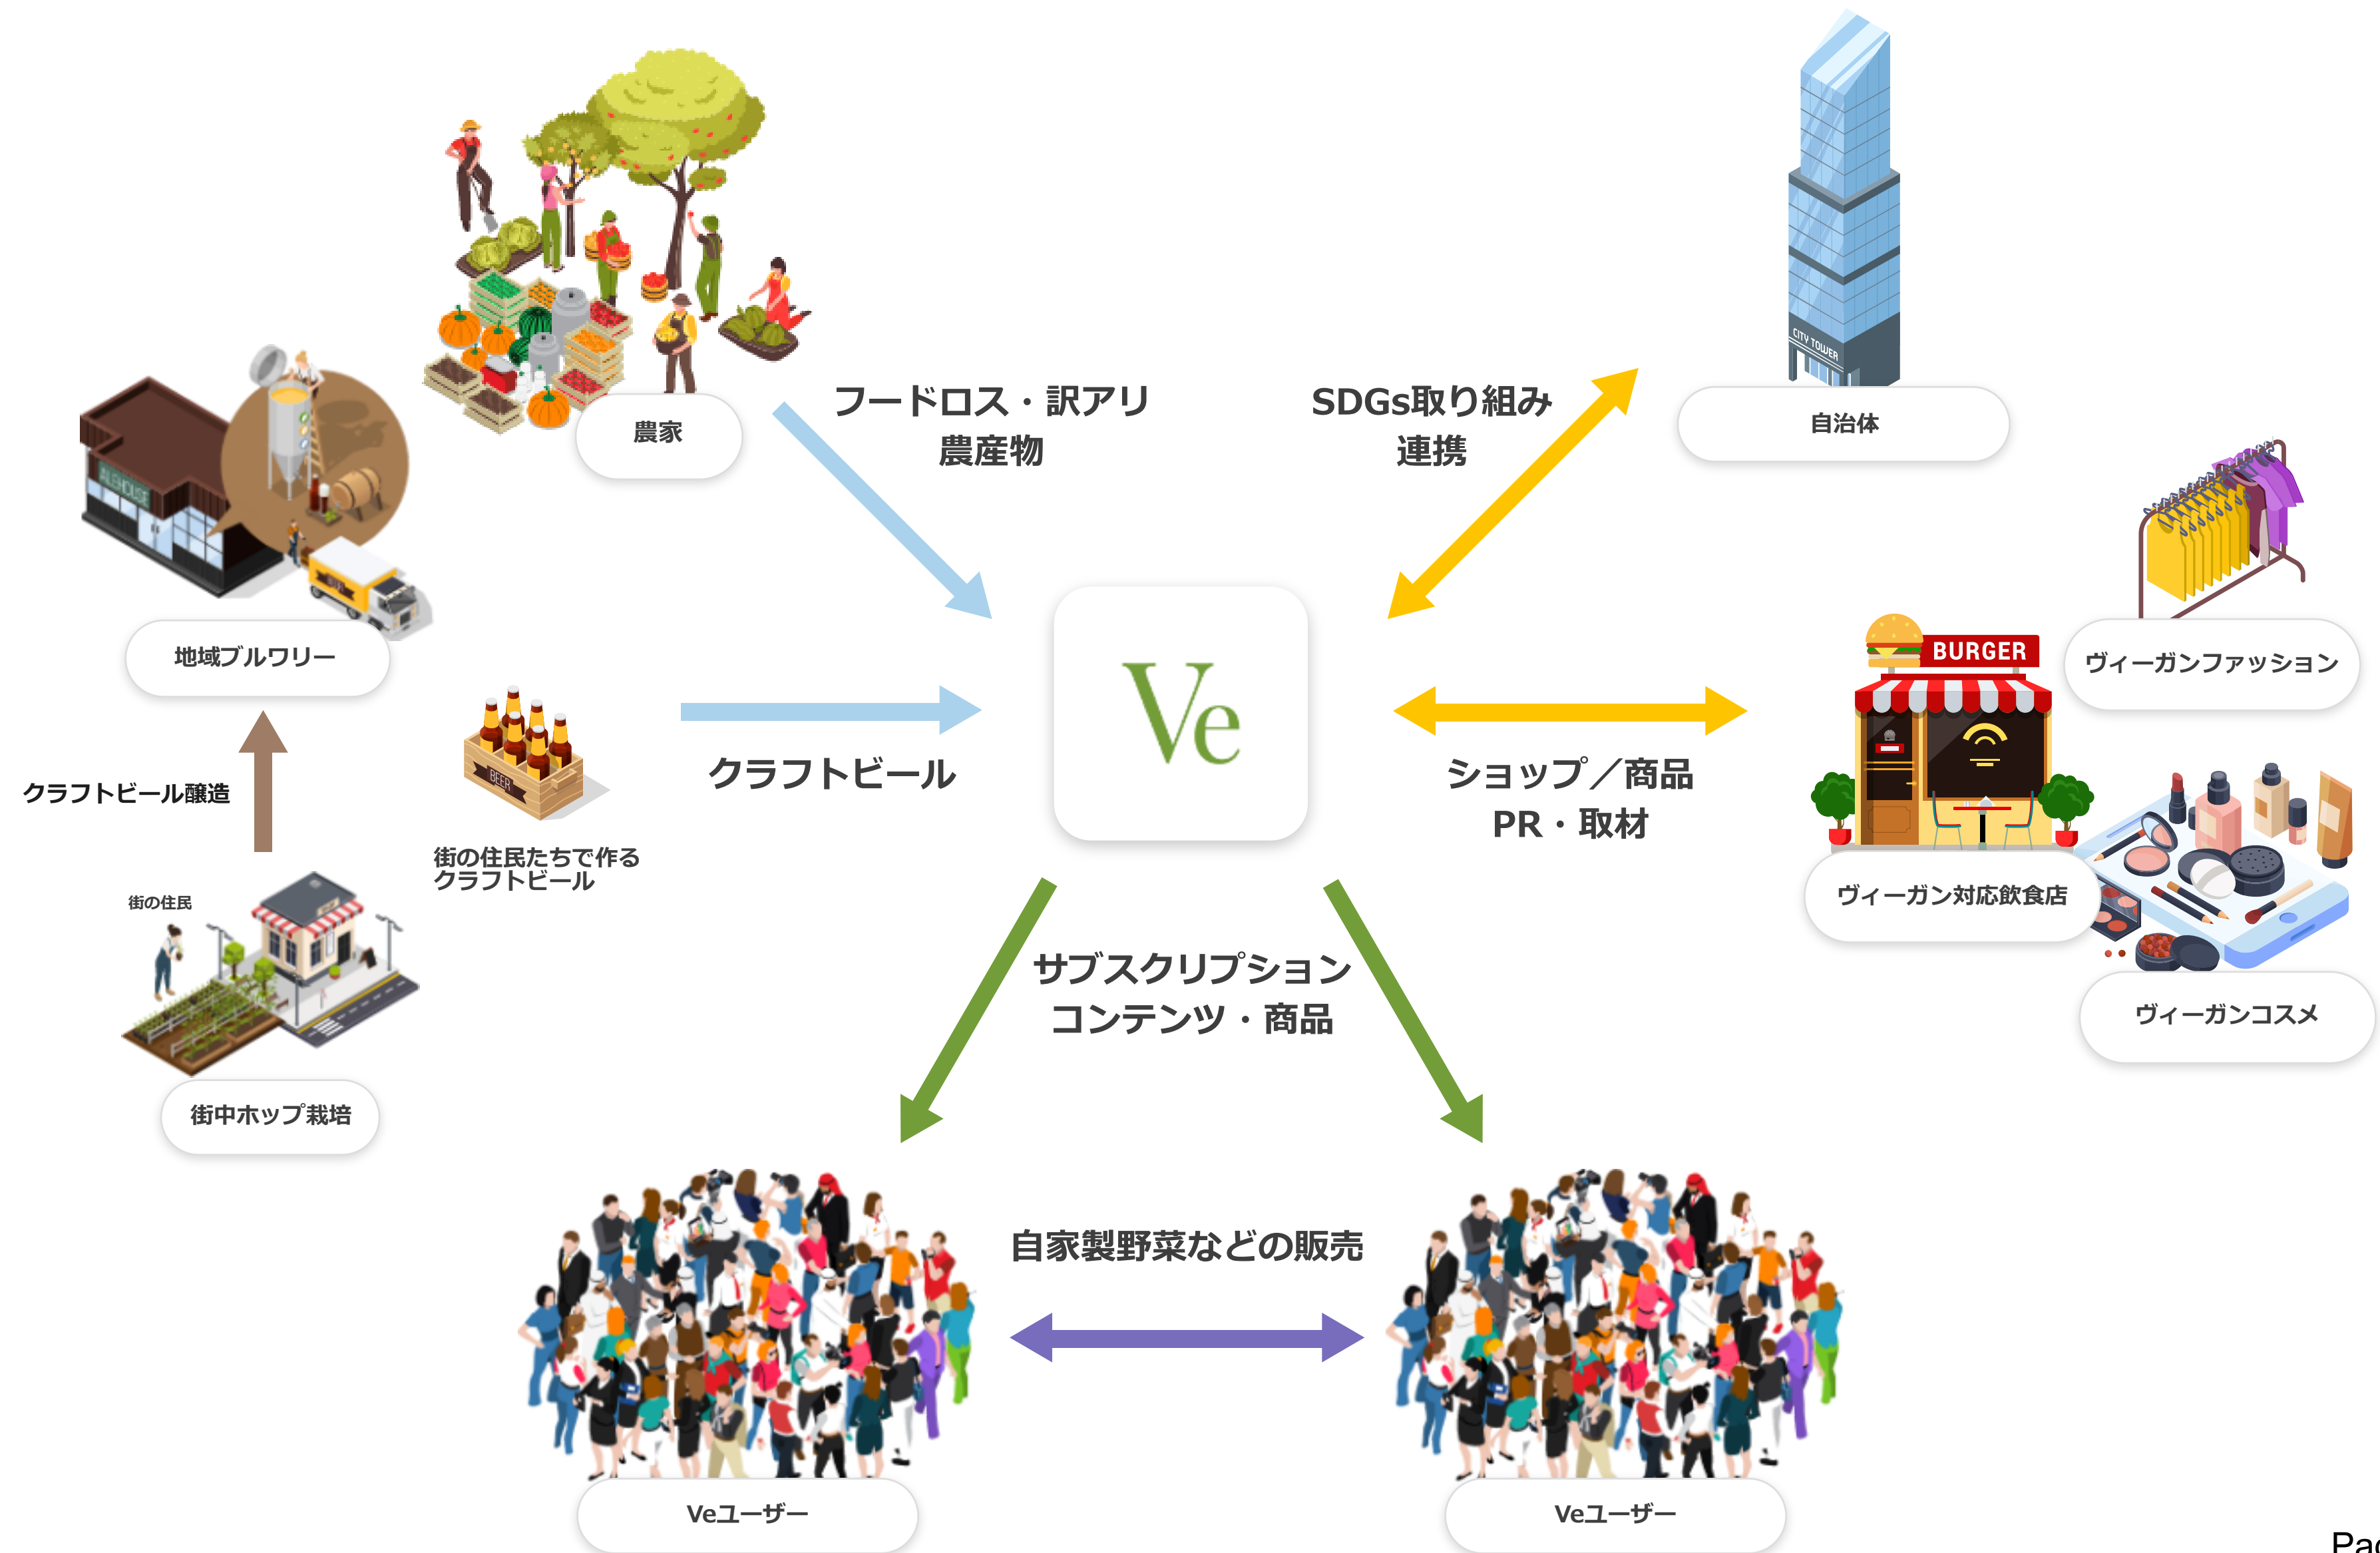 CITY TOWER
農家
フードロス・訳アリ
農産物
SDGs取り組み
連携
自治体
ALEHOUSE
BEER
地域ブルワリー
クラフトビール醸造
街の住民
街中ホップ栽培
BEER
街の住民たちで作る
クラフトビール
クラフトビール
Ve
ショップ／商品
PR・取材
BURGER
ヴィーガンファッション
ヴィーガン対応飲食店
ヴィーガンコスメ
サブスクリプション
コンテンツ・商品
自家製野菜などの販売
Veユーザー
Veユーザー